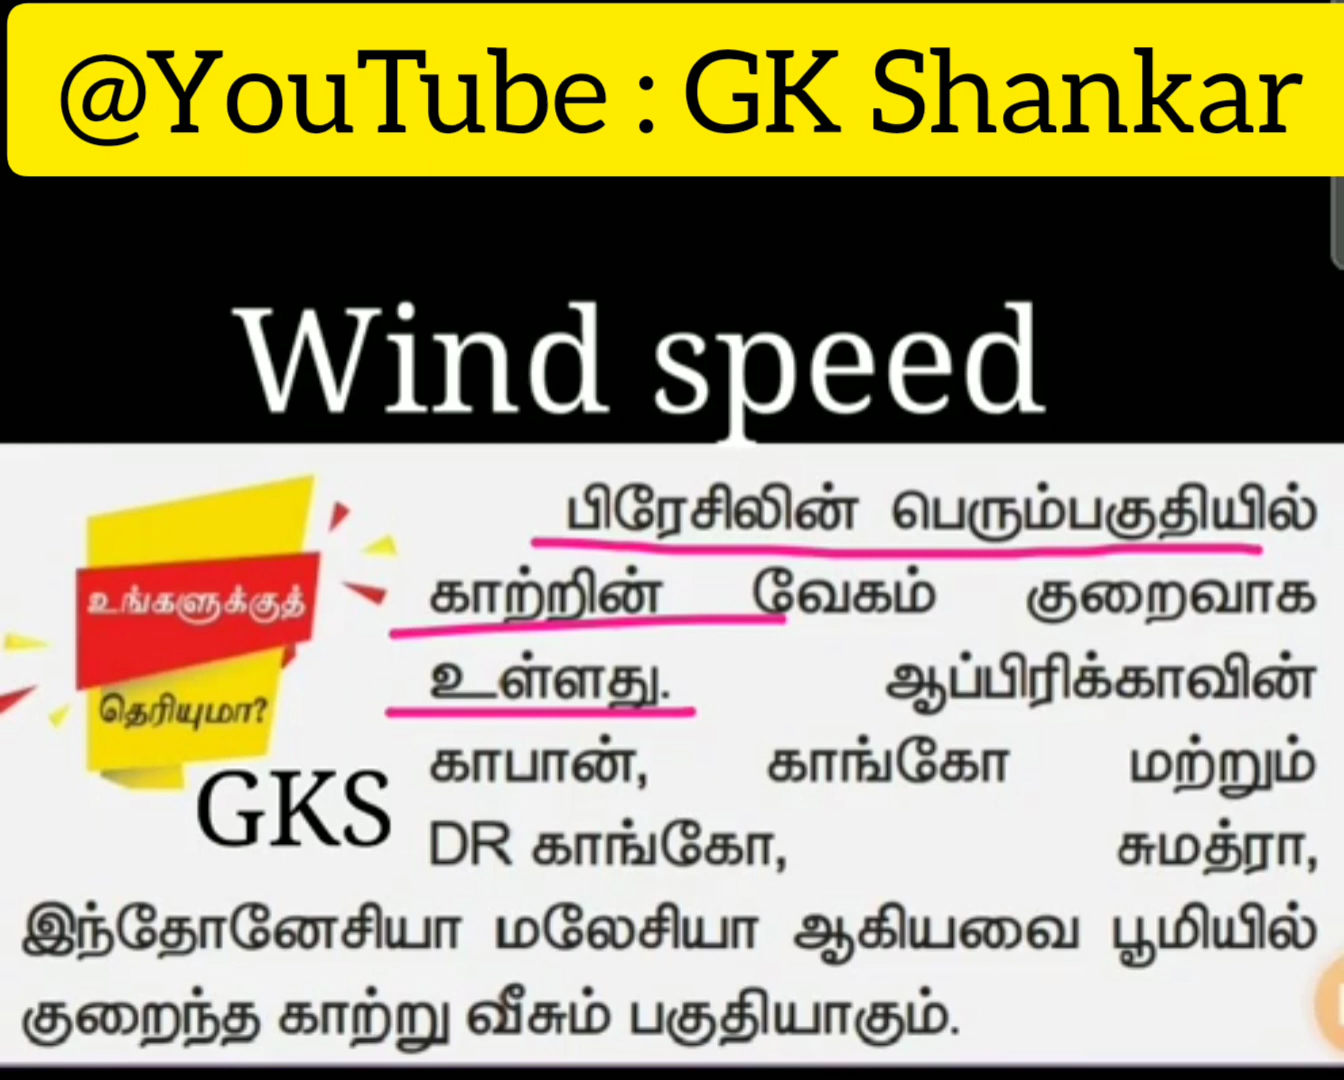 @YouTube : GK Shankar
Wind speed
உங்களுக்குத்
தெரியுமா?
GKS
பிரேசிலின் பெரும்பகுதியில்
காற்றின் வேகம் குறைவாக
உள்ளது. ஆப்பிரிக்காவின்
காபான், காங்கோ மற்றும்
DR காங்கோ, சுமத்ரா,
இந்தோனேசியா மலேசியா ஆகியவை பூமியில்
குறைந்த காற்று வீசும் பகுதியாகும்.